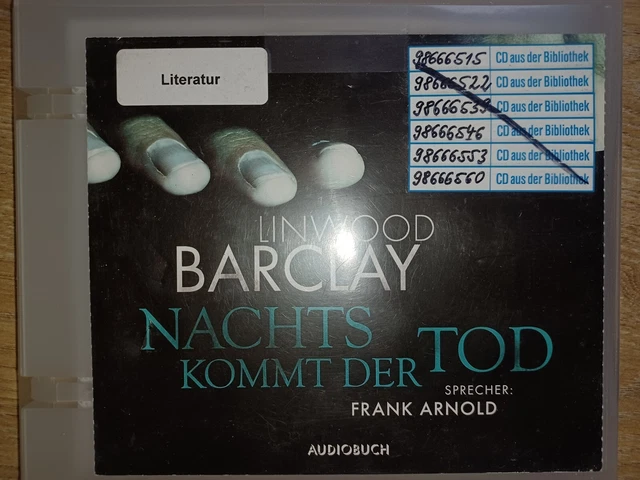 Literatur
98666515 CD aus der Bibliothek
98666522 CD aus der Bibliothek
98666539 CD aus der Bibliothek
98666546 CD aus der Bibliothek
98666553 CD aus der Bibliothek
98666560 CD aus der Bibliothek
LINWOOD
BARCLAY
NACHTS
KOMMT DER TOD
SPRECHER:
FRANK ARNOLD
AUDIOBUCH